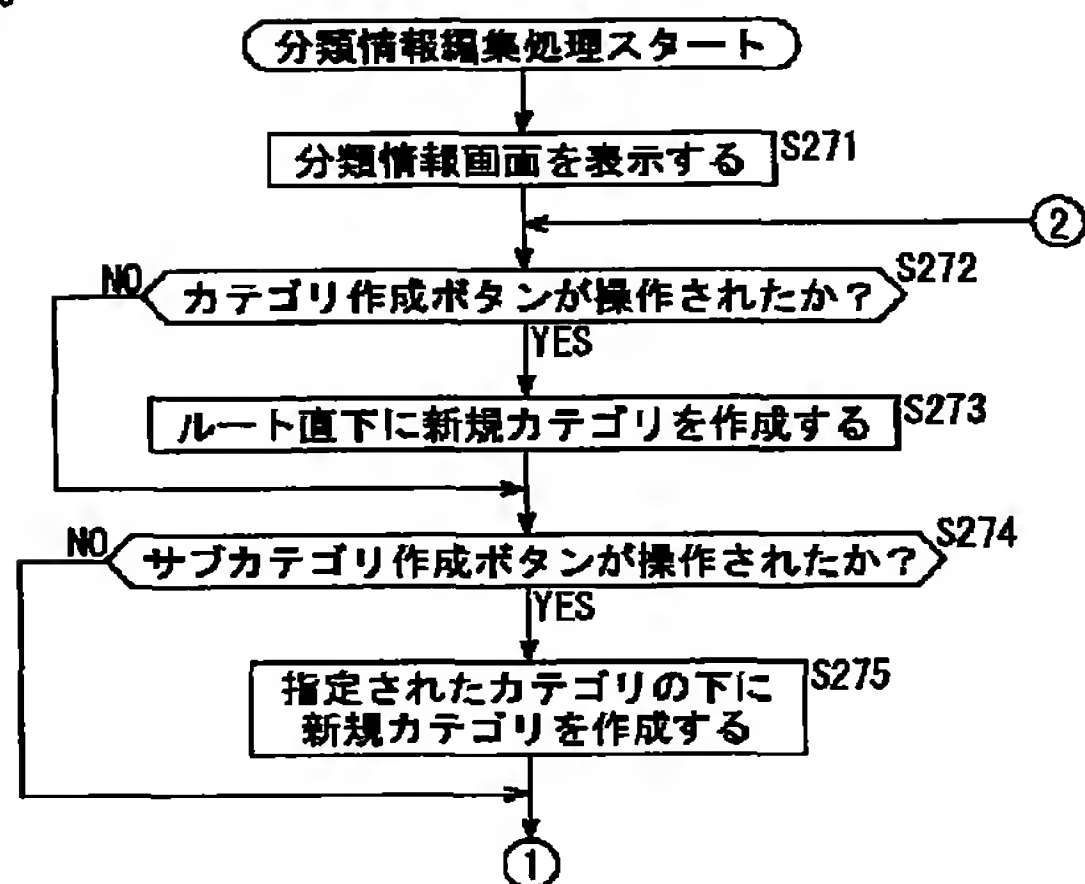 分類情報編集処理スタート
分類情報画面を表示する
S271
②
NO
カテゴリ作成ボタンが操作されたか？
S272
YES
ルート直下に新規カテゴリを作成する
S273
NO
サブカテゴリ作成ボタンが操作されたか？
S274
YES
指定されたカテゴリの下に
新規カテゴリを作成する
S275
①